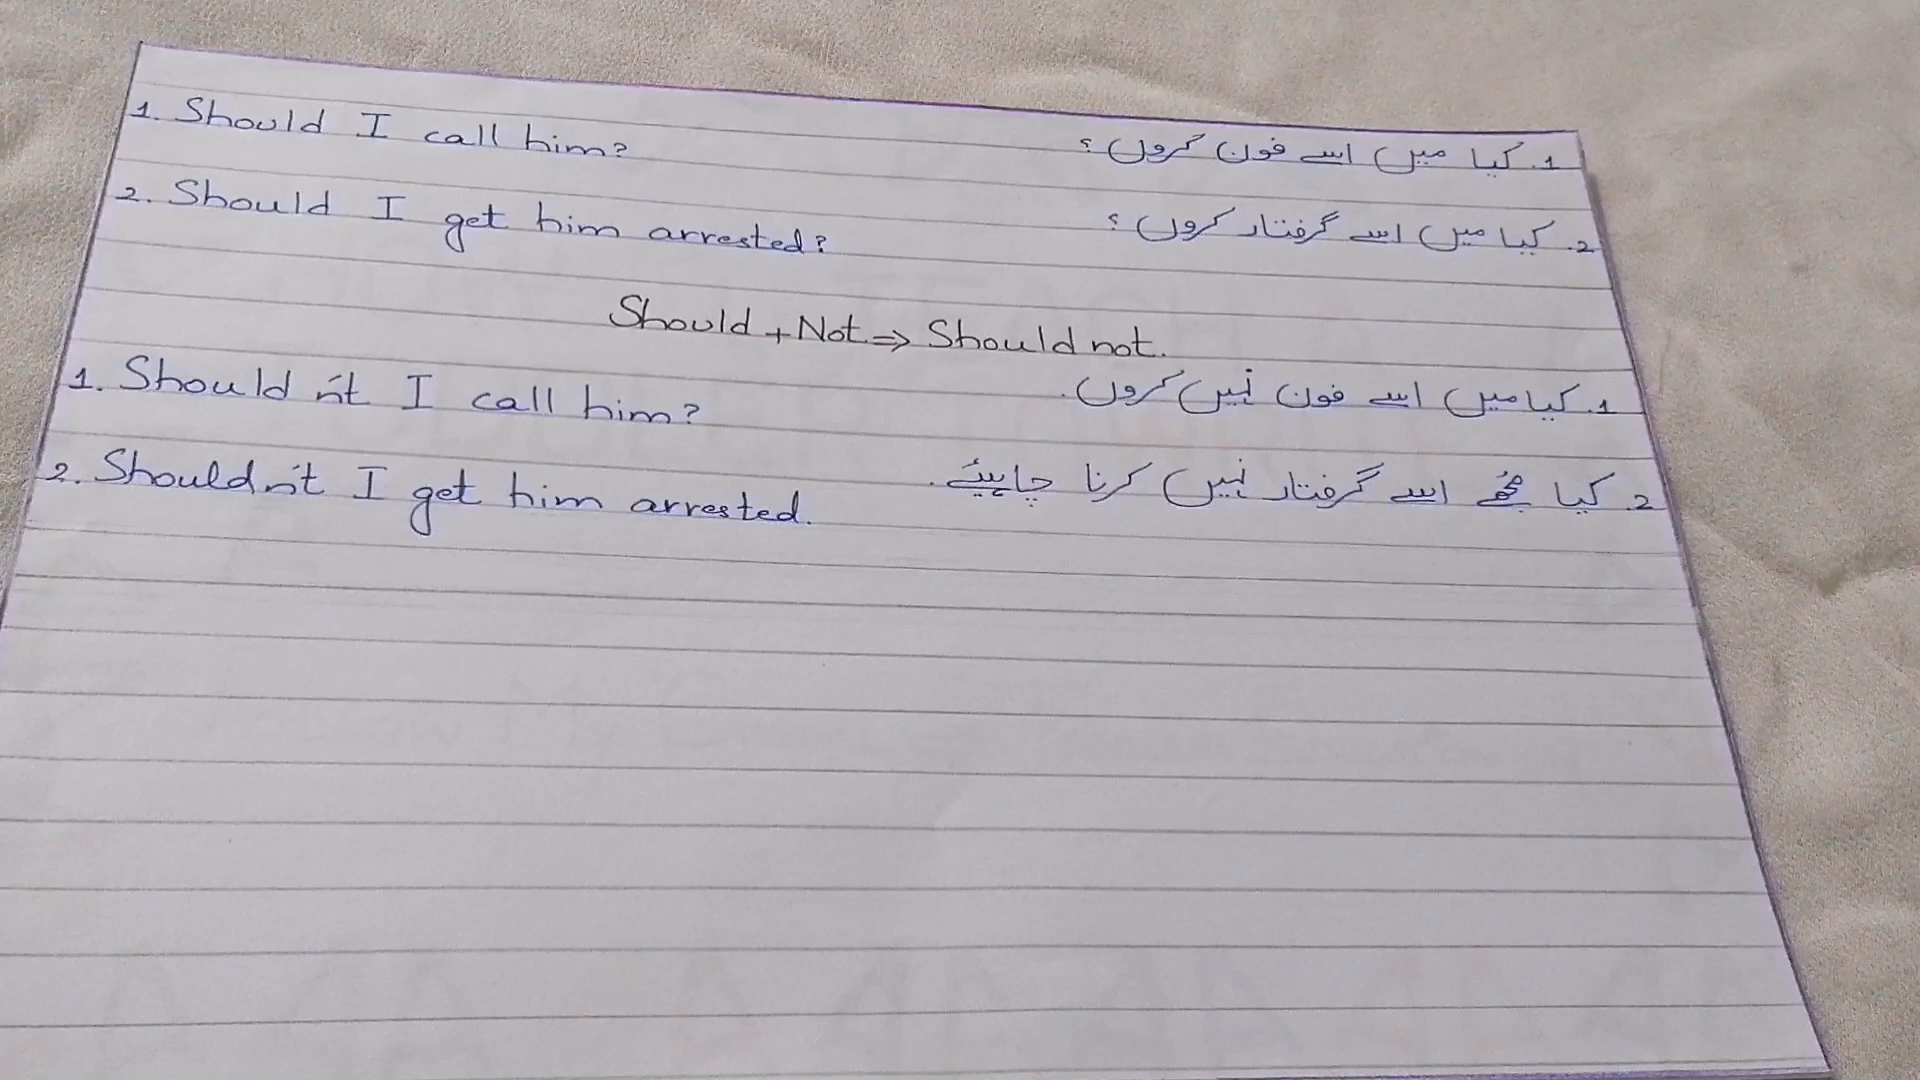 1. Should I call him? 1. کیا میں اسے فون کروں؟
2. Should I get him arrested? 2. کیا میں اسے گرفتار کروں؟
Should + Not ⇒ Should not.
1. Should n't I call him? 1. کیا میں اسے فون نہیں کروں.
2. Shouldn't I get him arrested. 2. کیا مجھے اسے گرفتار نہیں کرنا چاہیئے.